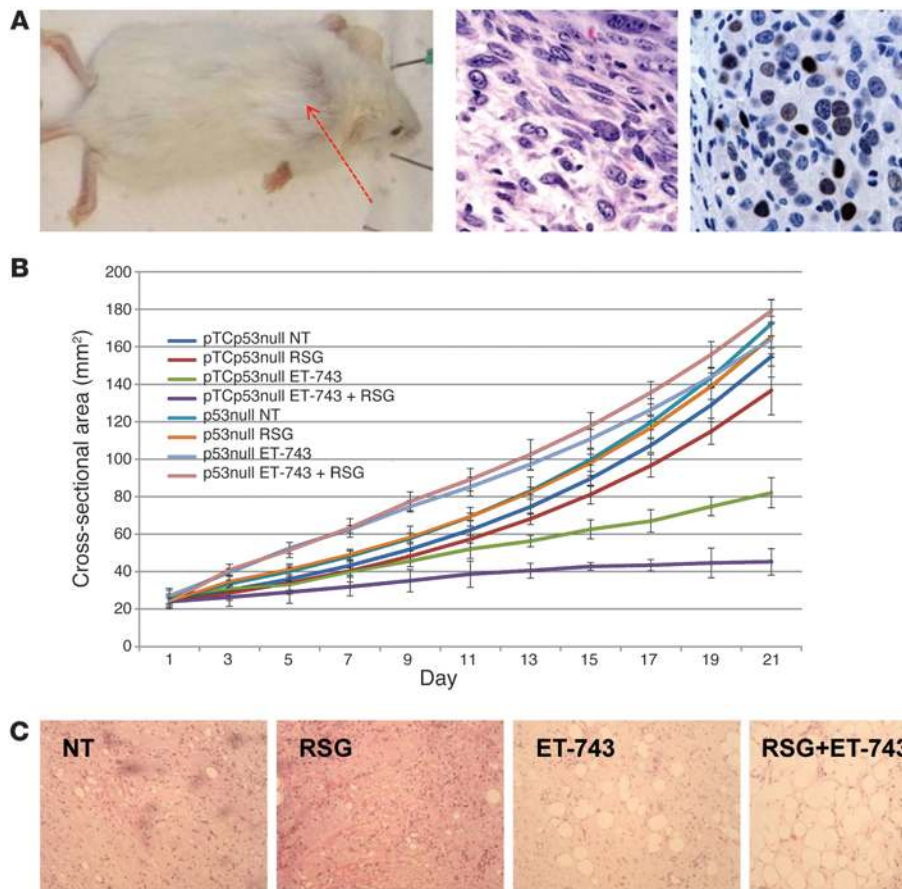 A
B
200
180
160
140
120
100
80
60
40
20
0
Cross-sectional area (mm²)
pTCp53null NT
pTCp53null RSG
pTCp53null ET-743
pTCp53null ET-743 + RSG
p53null NT
p53null RSG
p53null ET-743
p53null ET-743 + RSG
1 3 5 7 9 11 13 15 17 19 21
Day
C
NT RSG ET-743 RSG+ET-743